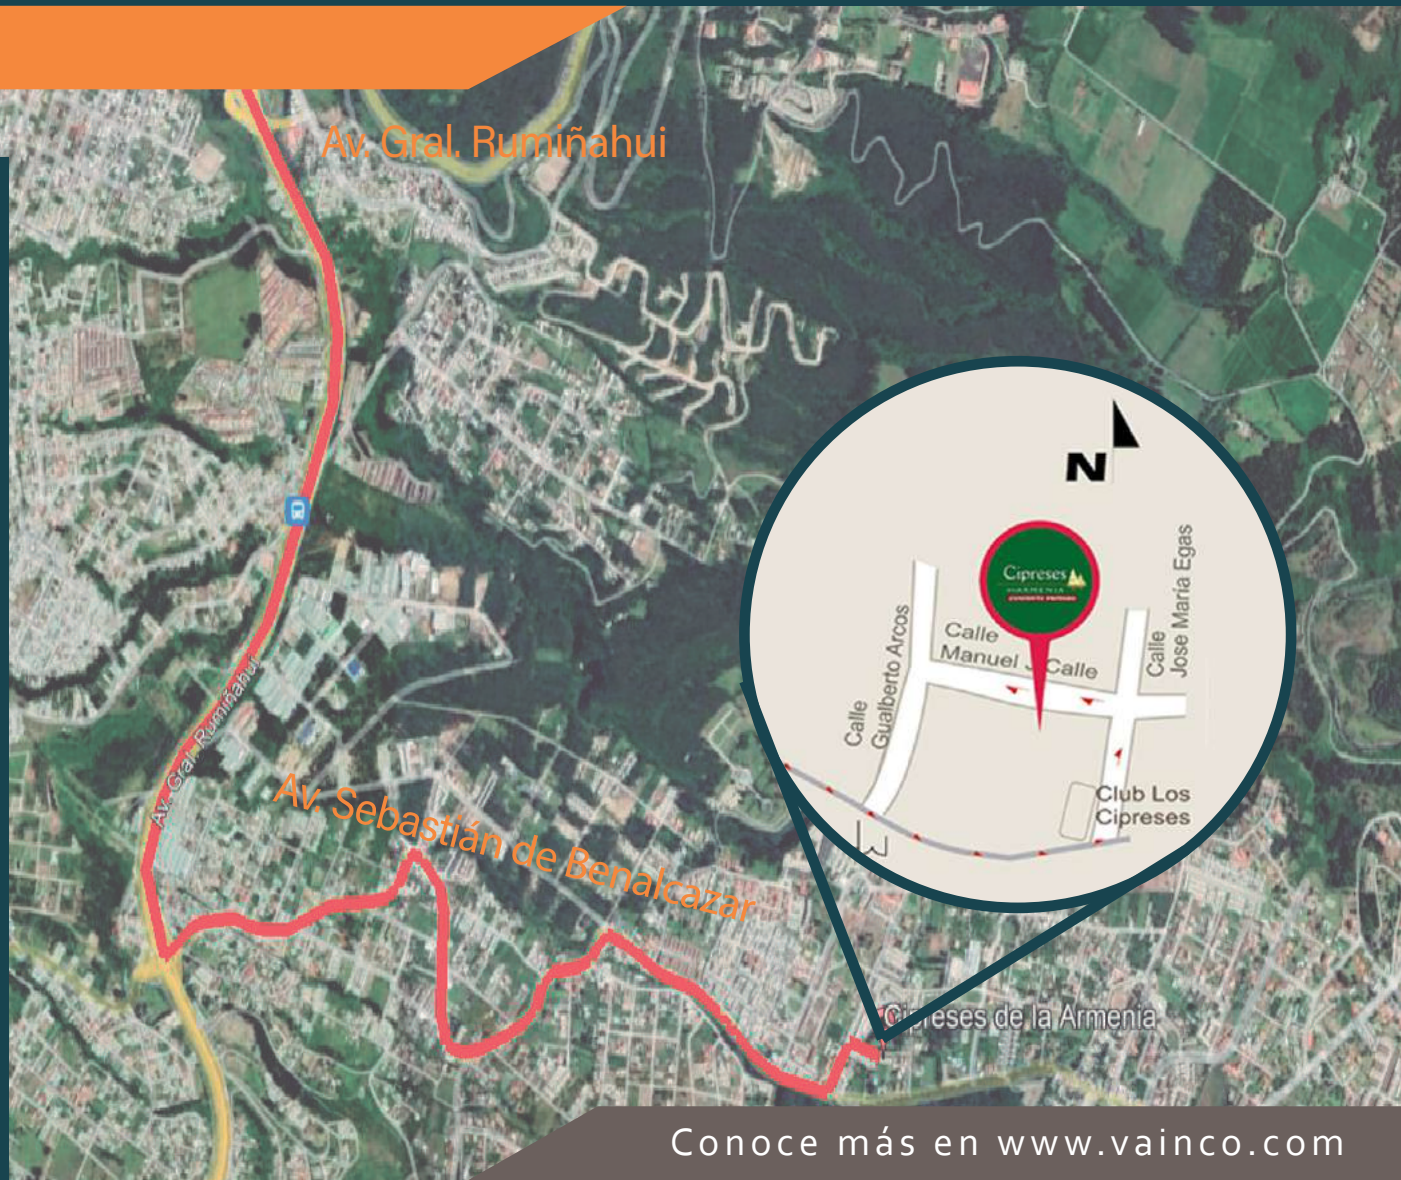 Av. Gral. Rumiñahui
N
Cipreses
ARMENIA
Calle
Manuel J. Calle
Calle
Gualberto Arcos
Calle
Jose María Egas
Club Los
Cipreses
Av. Gral. Rumiñahui
Av. Sebastián de Benalcazar
Cipreses de la Armenia
Conoce más en www.vainco.com